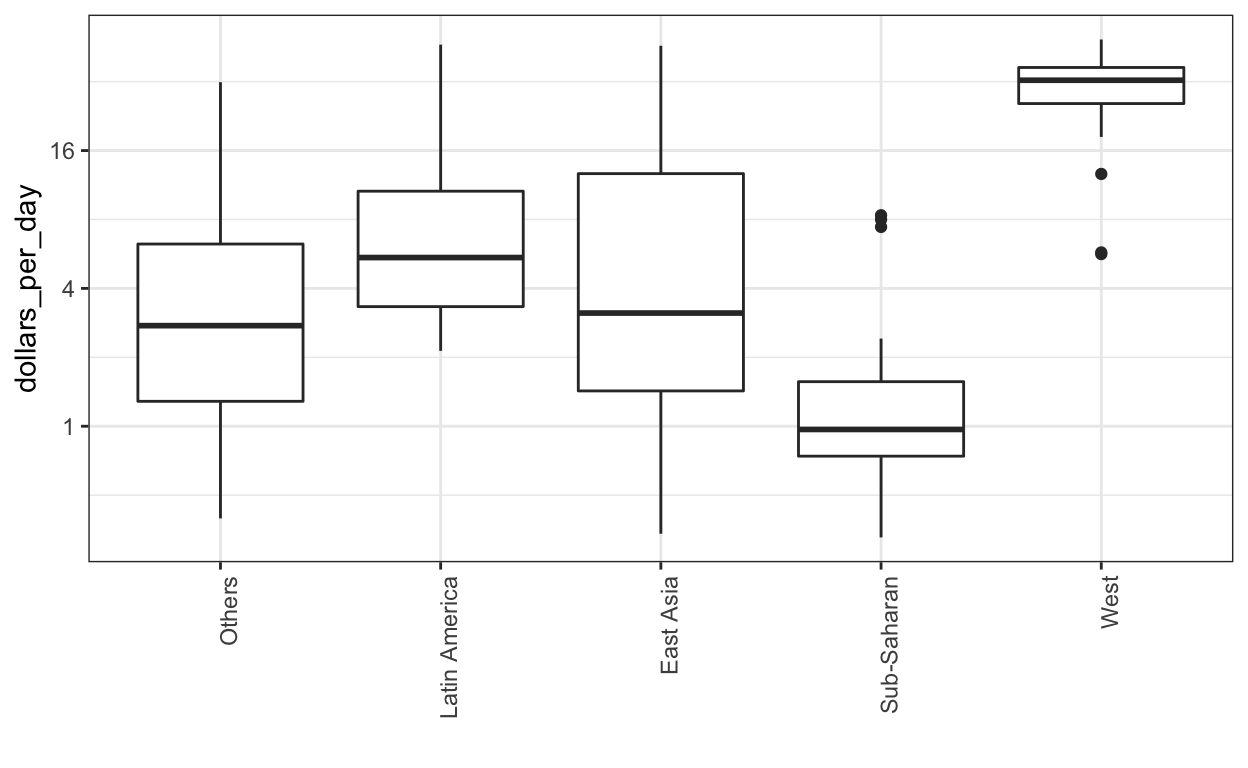 dollars_per_day
16
4
1
Others
Latin America
East Asia
Sub-Saharan
West